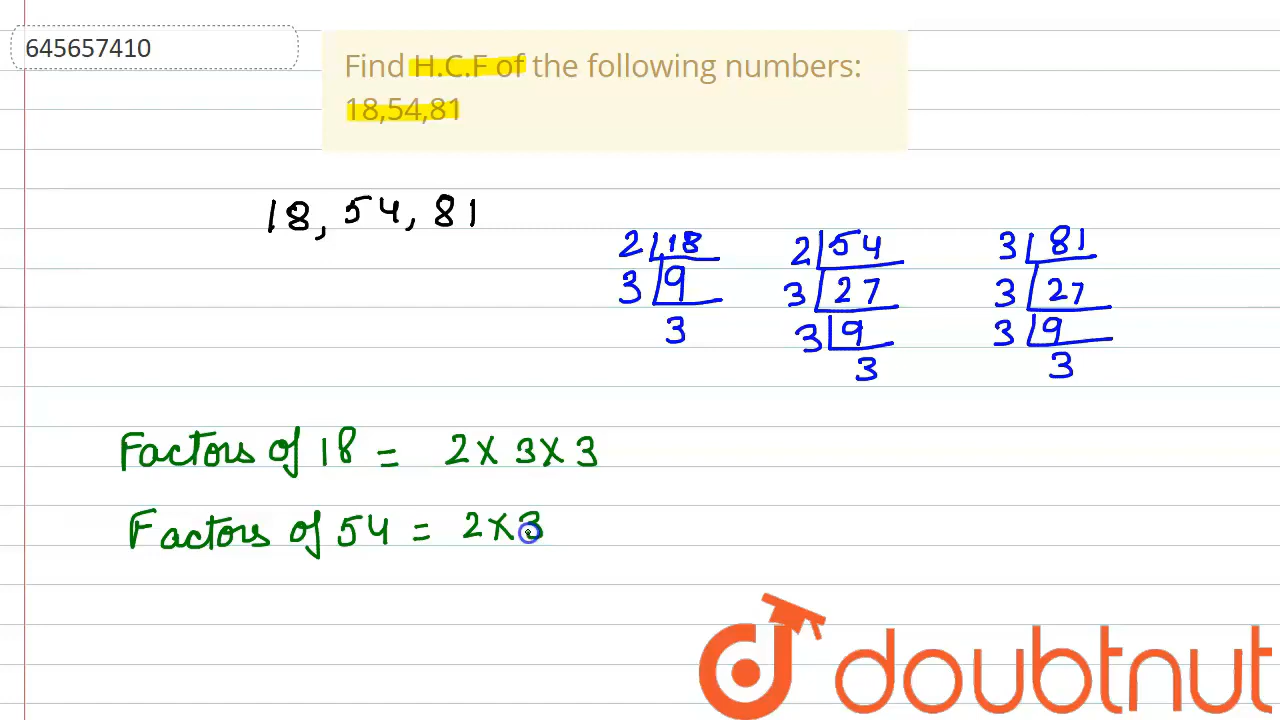 645657410
Find H.C.F of the following numbers:
18,54,81
18, 54, 81
2 18
3 9
3
2 54
3 27
3 9
3
3 81
3 27
3 9
3
Factors of 18 = 2 x 3 x 3
Factors of 54 = 2 x 3
doubtnut